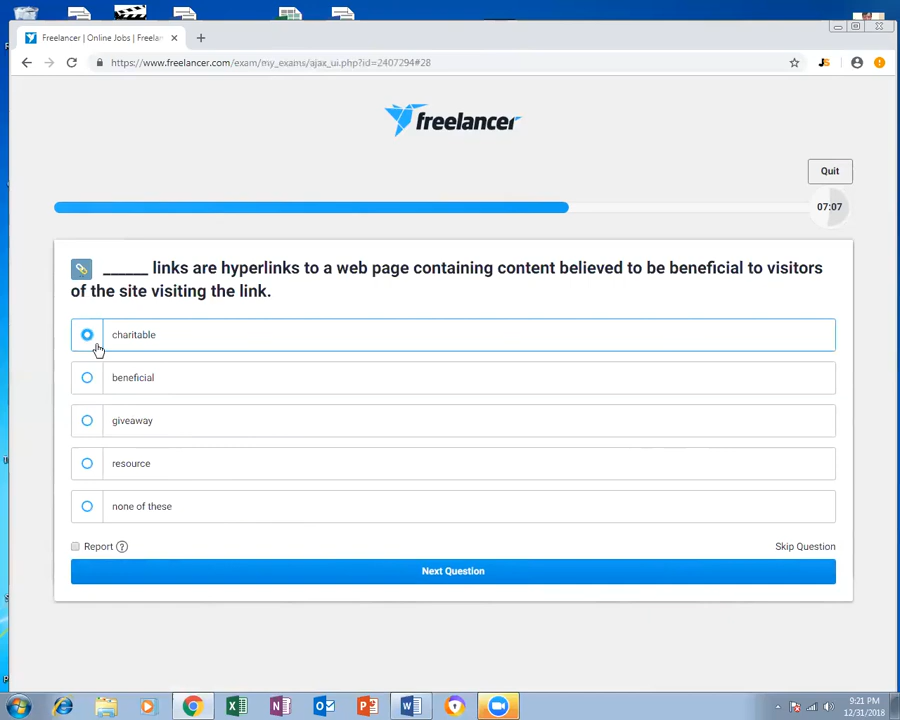 Freelancer | Online Jobs | Freelan
https://www.freelancer.com/exam/my_exams/ajax_ui.php?id=2407294#28
JS
freelancer
Quit
07:07
______ links are hyperlinks to a web page containing content believed to be beneficial to visitors
of the site visiting the link.
charitable
beneficial
giveaway
resource
none of these
Report ?
Skip Question
Next Question
9:21 PM
12/31/2018